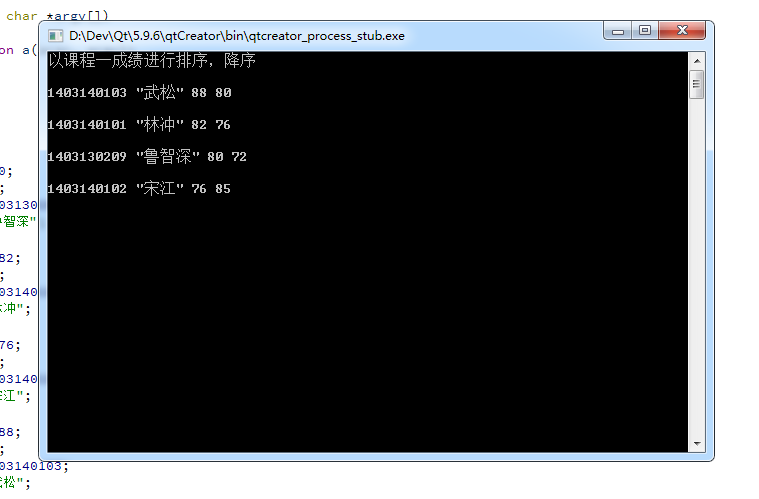 char *argv[])
D:\Dev\Qt\5.9.6\qtCreator\bin\qtcreator_process_stub.exe
on a(
以课程一成绩进行排序，降序
1403140103 "武松" 88 80
1403140101 "林冲" 82 76
1403130209 "鲁智深" 80 72
0;
;
1403140102 "宋江" 76 85
03130
智深"
82;
;
03140
冲";
76;
;
03140
江";
88;
;
03140103;
松";